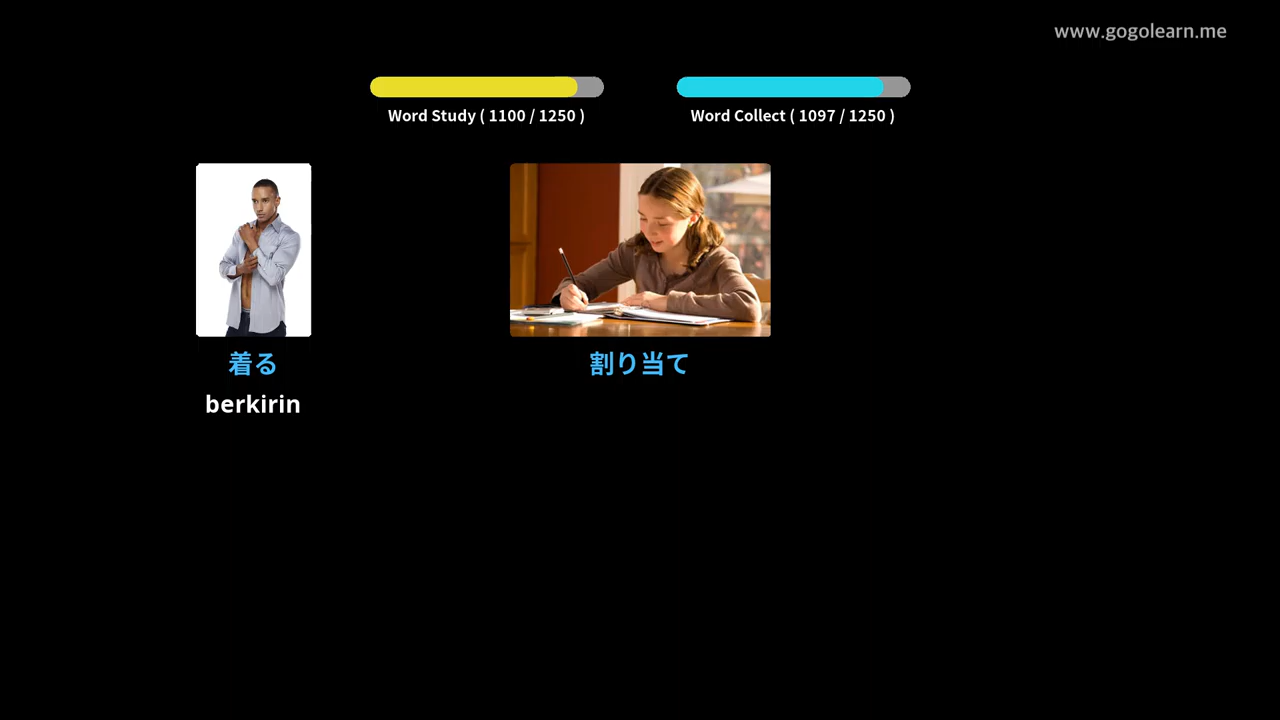 www.gogolearn.me
Word Study ( 1100 / 1250 )
Word Collect ( 1097 / 1250 )
着る
割り当て
berkirin